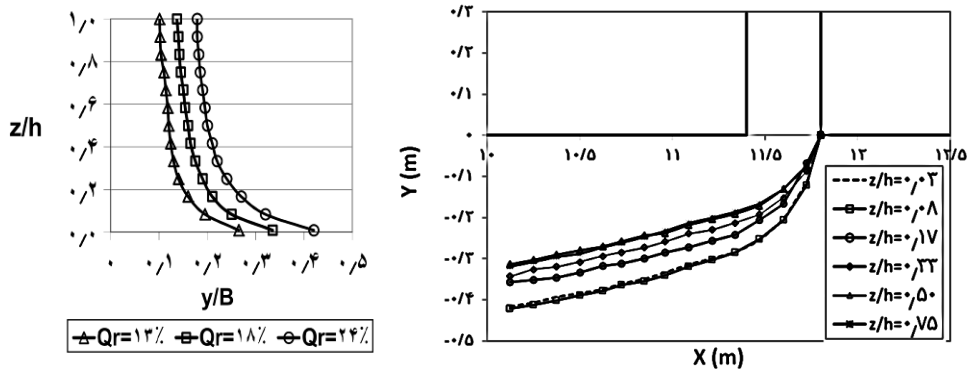 ۱٫۰
۰٫۸
۰٫۶
۰٫۴
۰٫۲
۰٫۰
z/h
۰ ۰٫۱ ۰٫۲ ۰٫۳ ۰٫۴ ۰٫۵
y/B
Qr=۱۳٪ Qr=۱۸٪ Qr=۲۴٪
۰/۳
۰/۲
۰/۱
۰
-۰/۱
-۰/۲
-۰/۳
-۰/۴
-۰/۵
Y (m)
۱۰ ۱۰/۵ ۱۱ ۱۱/۵ ۱۲ ۱۲/۵
X (m)
z/h=۰٫۰۳
z/h=۰٫۰۸
z/h=۰٫۱۷
z/h=۰٫۳۳
z/h=۰٫۵۰
z/h=۰٫۷۵